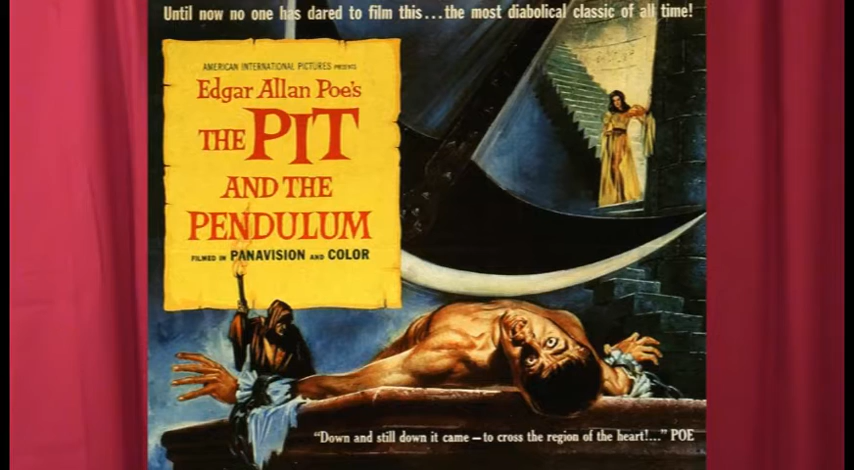 Until now no one has dared to film this...the most diabolical classic of all time!
AMERICAN INTERNATIONAL PICTURES PRESENTS
Edgar Allan Poe's
THE PIT
AND THE
PENDULUM
FILMED IN PANAVISION AND COLOR
"Down and still down it came – to cross the region of the heart!..." POE